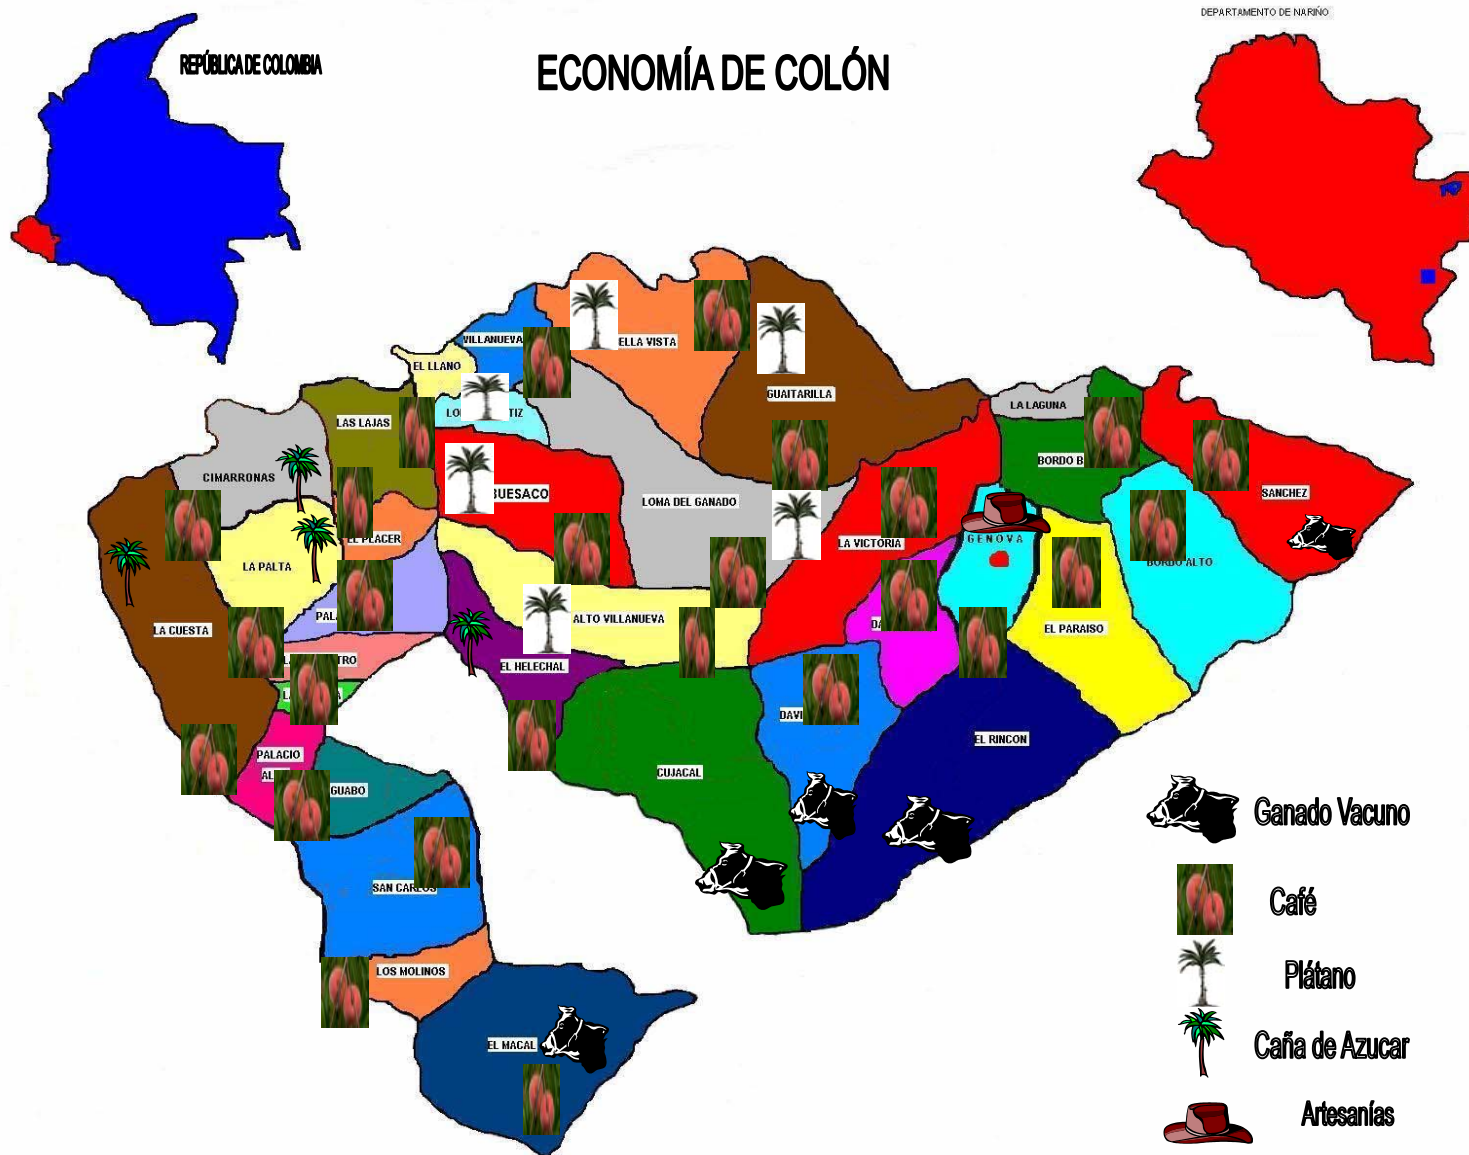 DEPARTAMENTO DE NARIÑO
REPÚBLICA DE COLOMBIA
ECONOMÍA DE COLÓN
VILLANUEVA
ELLA VISTA
EL LLANO
GUAITARILLA
LA LAGUNA
LAS LAJAS
BORDO B
CIMARRONAS
BUESACO
LOMA DEL GANADO
SANCHEZ
EL PLACER
LA VICTORIA
GENOVA
LA PALTA
BORDO ALTO
LA CUESTA
ALTO VILLANUEVA
EL PARAISO
EL HELECHAL
PALACIO
EL RINCON
CUJACAL
GUABO
Ganado Vacuno
SAN CARLOS
Café
LOS MOLINOS
Plátano
EL MACAL
Caña de Azucar
Artesanías